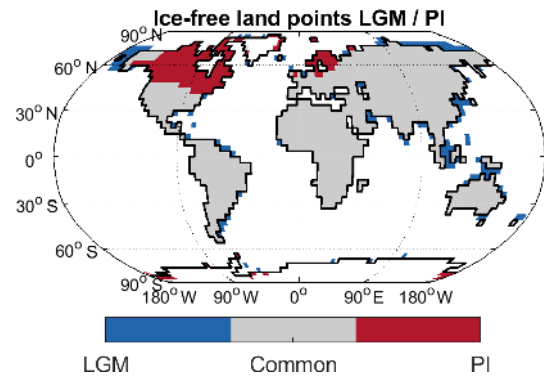 Ice-free land points LGM / PI
90° N
60° N
30° N
0°
30° S
60° S
90° S
180° W 90° W 0° 90° E 180° W
LGM Common PI